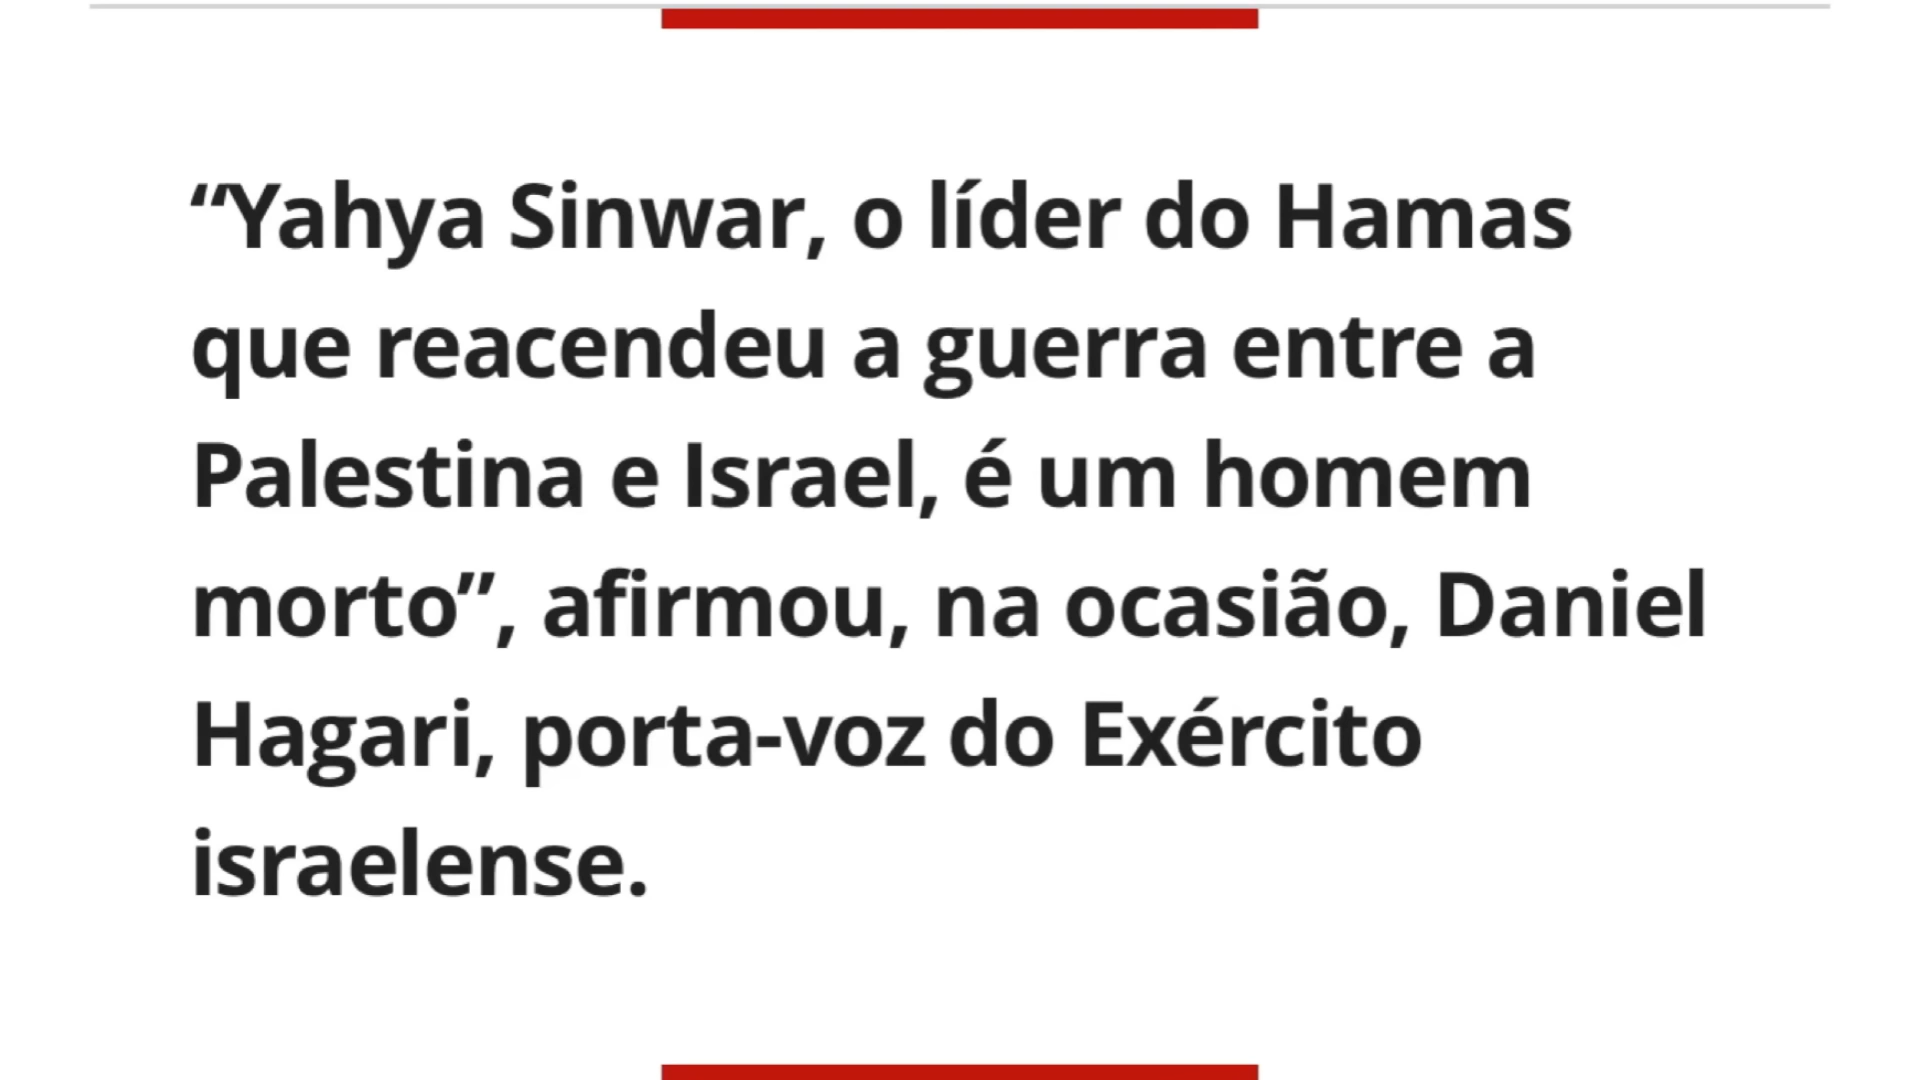 “Yahya Sinwar, o líder do Hamas
que reacendeu a guerra entre a
Palestina e Israel, é um homem
morto”, afirmou, na ocasião, Daniel
Hagari, porta-voz do Exército
israelense.